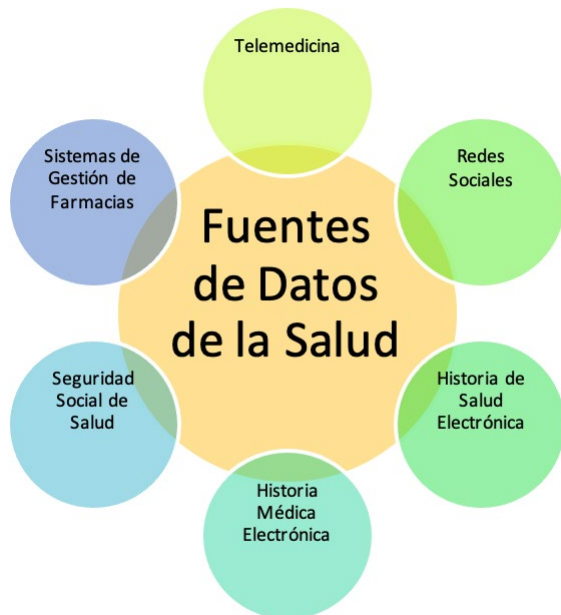 Telemedicina
Redes
Sociales
Historia de
Salud
Electrónica
Historia
Médica
Electrónica
Seguridad
Social de
Salud
Sistemas de
Gestión de
Farmacias
Fuentes
de Datos
de la Salud